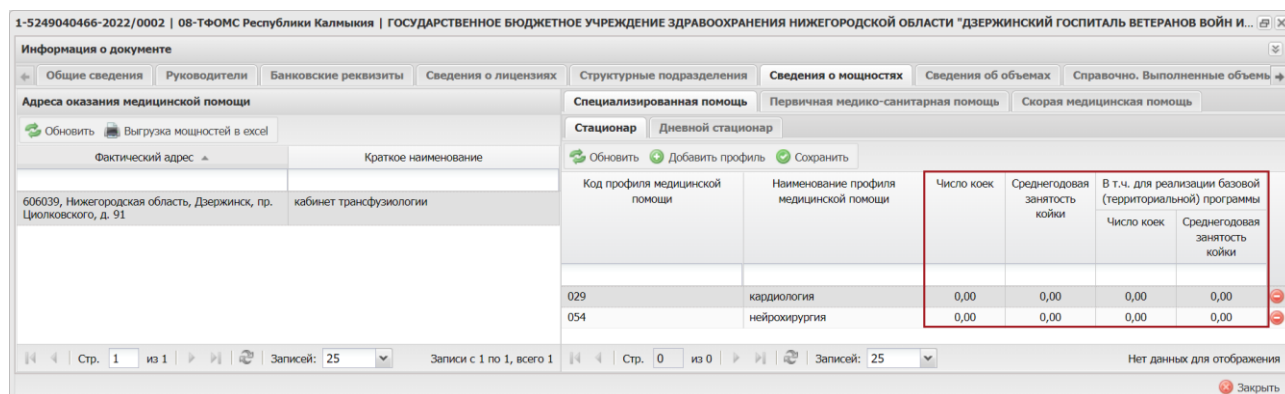 1-5249040466-2022/0002 | 08-ТФОМС Республики Калмыкия | ГОСУДАРСТВЕННОЕ БЮДЖЕТНОЕ УЧРЕЖДЕНИЕ ЗДРАВООХРАНЕНИЯ НИЖЕГОРОДСКОЙ ОБЛАСТИ "ДЗЕРЖИНСКИЙ ГОСПИТАЛЬ ВЕТЕРАНОВ ВОЙН И...
Информация о документе
Общие сведения Руководители Банковские реквизиты Сведения о лицензиях Структурные подразделения Сведения о мощностях Сведения об объемах Справочно. Выполненные объемы
Адреса оказания медицинской помощи
Обновить Выгрузка мощностей в excel
Фактический адрес Краткое наименование
606039, Нижегородская область, Дзержинск, пр. кабинет трансфузиологии
Циолковского, д. 91
Стр. 1 из 1 Записей: 25 Записи с 1 по 1, всего 1
Специализированная помощь Первичная медико-санитарная помощь Скорая медицинская помощь
Стационар Дневной стационар
Обновить Добавить профиль Сохранить
Код профиля медицинской Наименование профиля Число коек Среднегодовая В т.ч. для реализации базовой
помощи медицинской помощи занятость (территориальной) программы
койки Число коек Среднегодовая
занятость
койки
029 кардиология 0,00 0,00 0,00 0,00
054 нейрохирургия 0,00 0,00 0,00 0,00
Стр. 0 из 0 Записей: 25 Нет данных для отображения
Закрыть